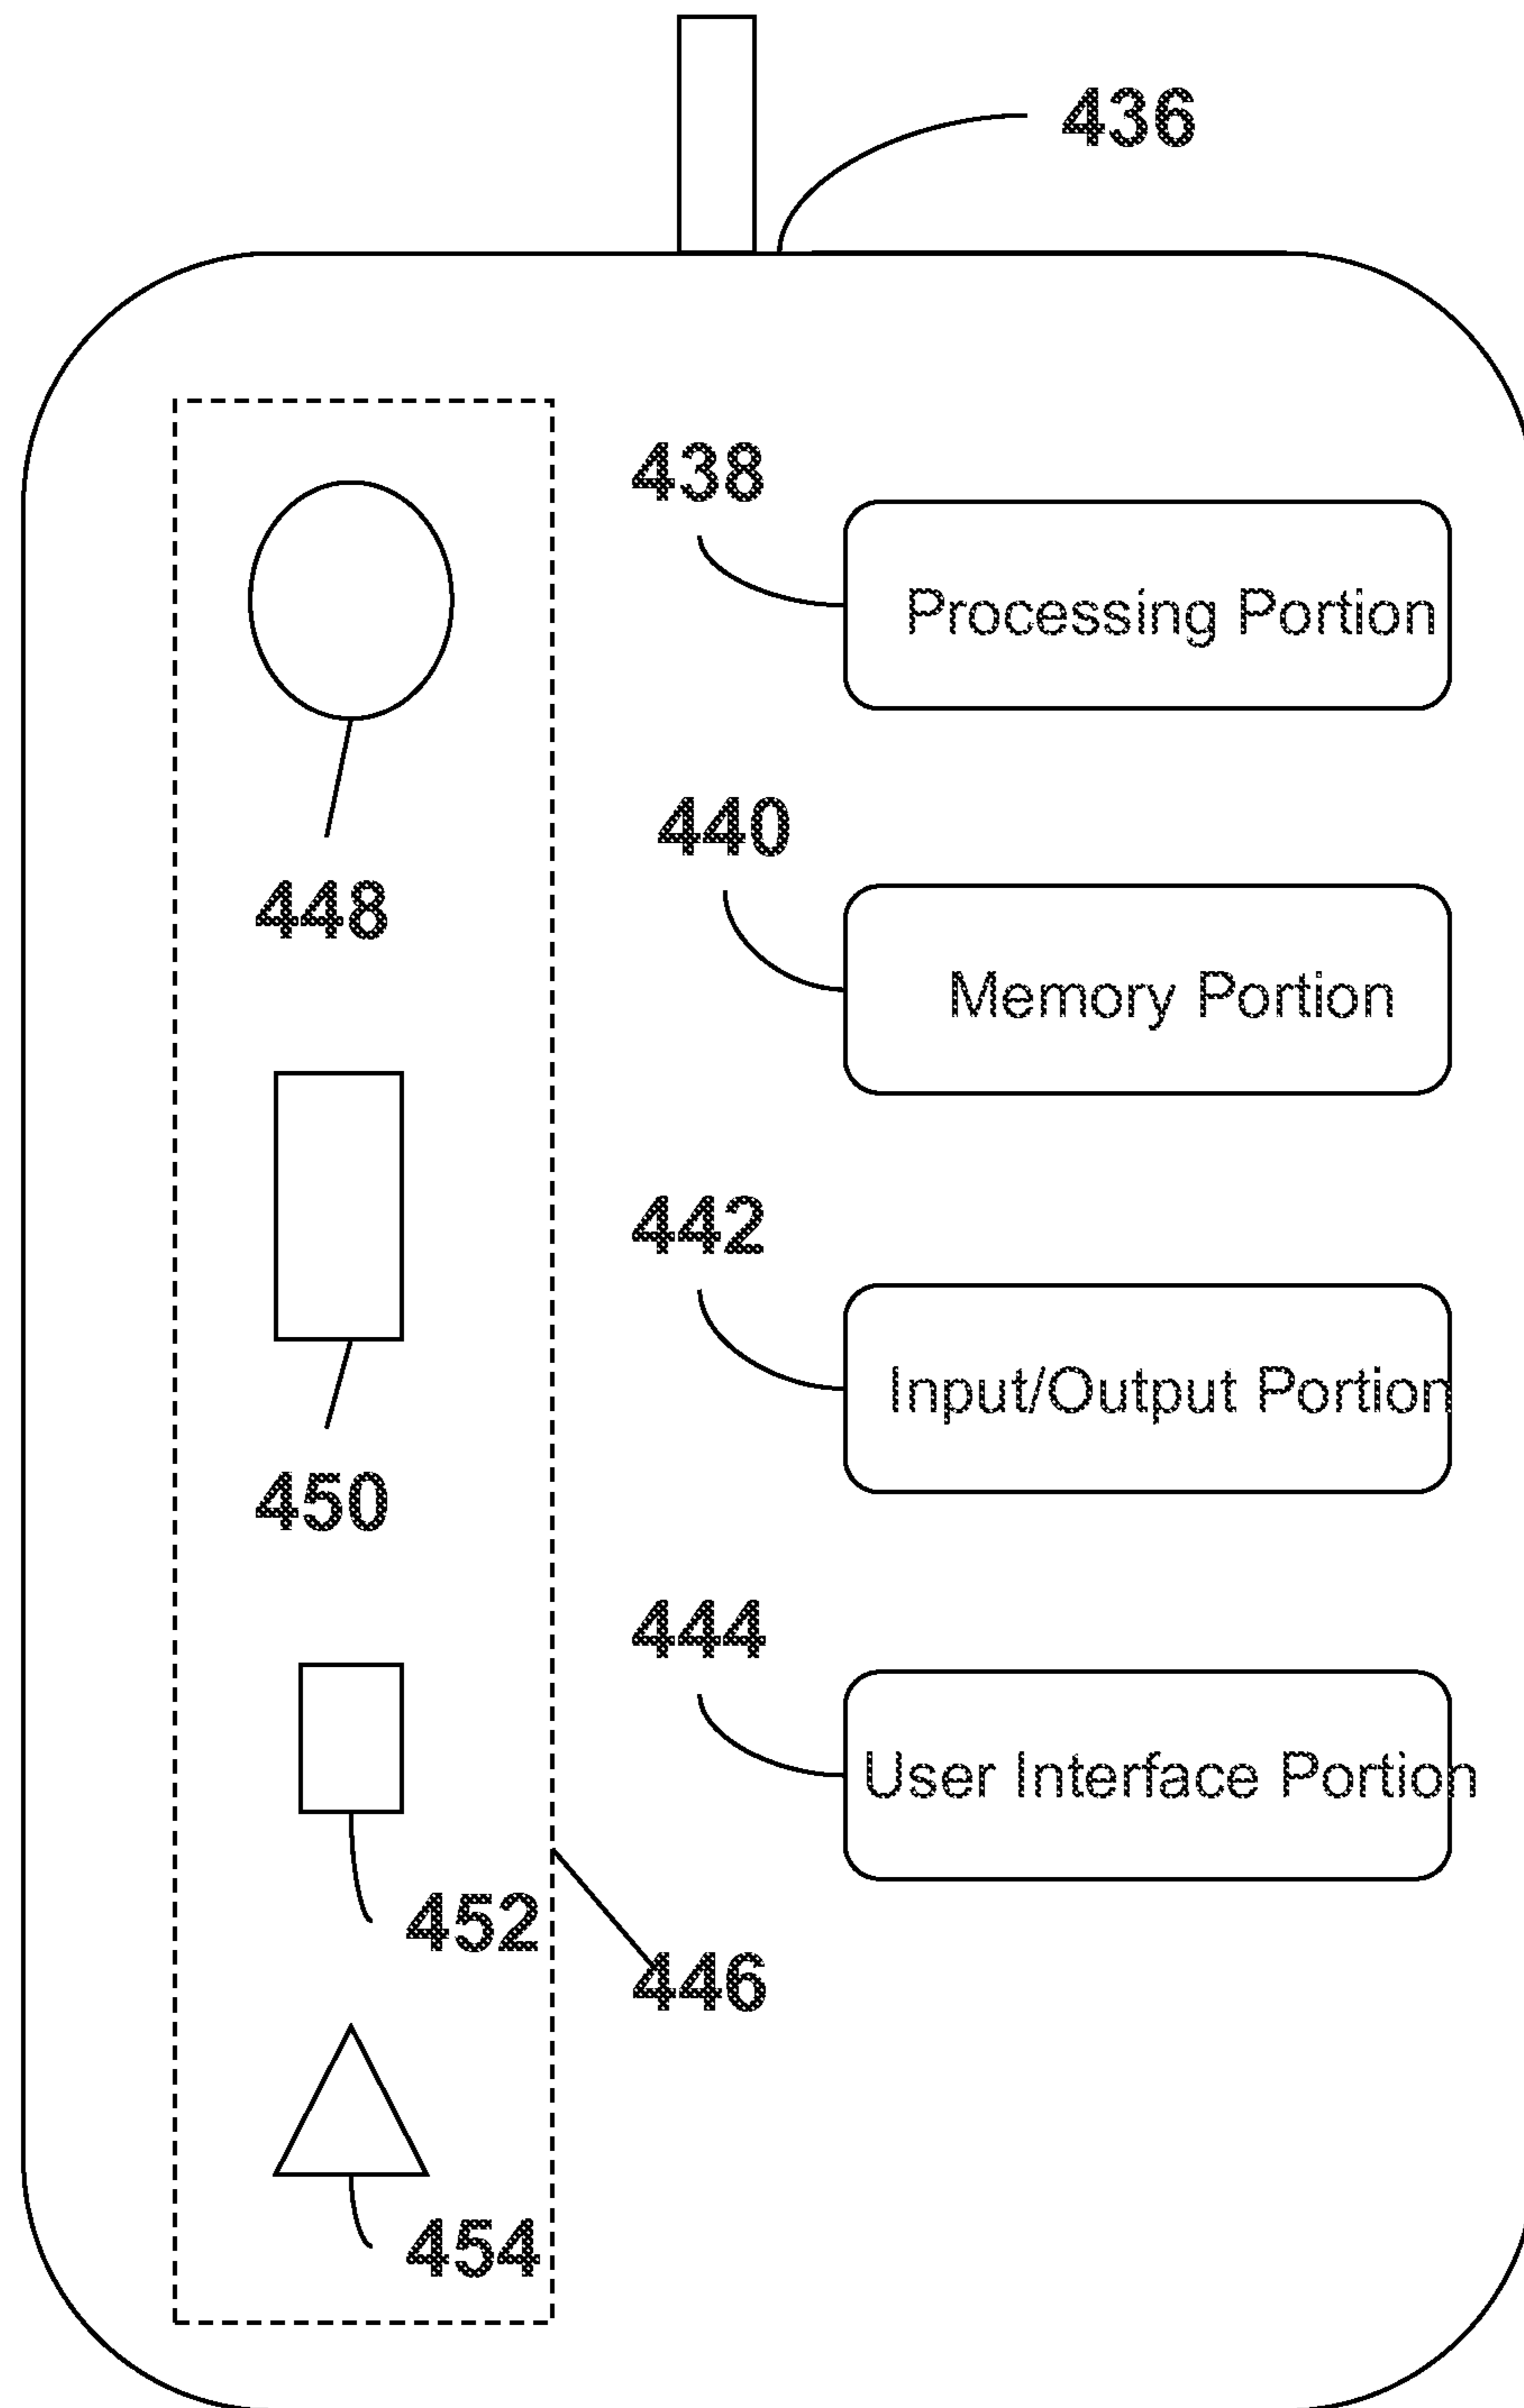 436
438
Processing Portion
448
440
Memory Portion
442
Input/Output Portion
450
444
User Interface Portion
452
446
454